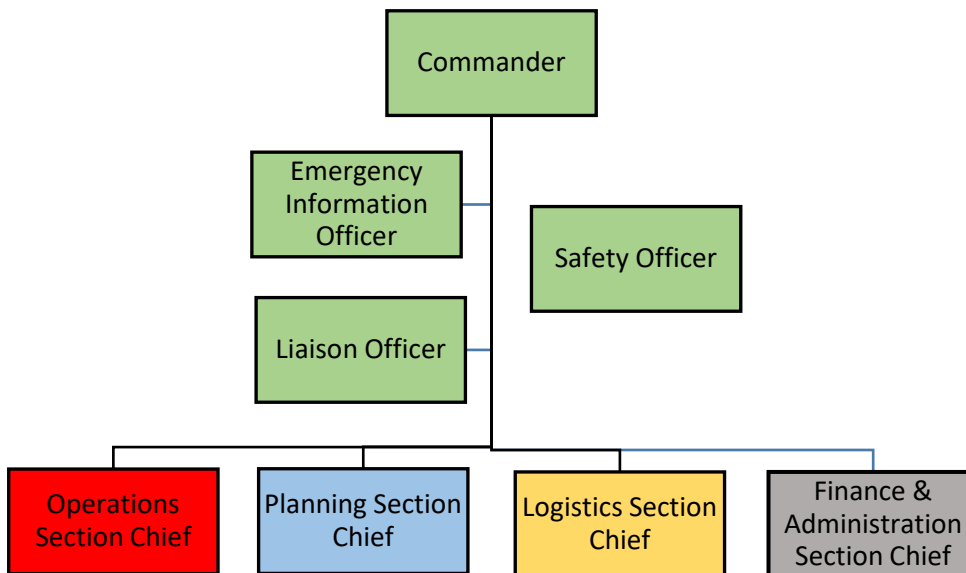 Commander
Emergency
Information
Officer
Safety Officer
Liaison Officer
Operations
Section Chief
Planning Section
Chief
Logistics Section
Chief
Finance &
Administration
Section Chief